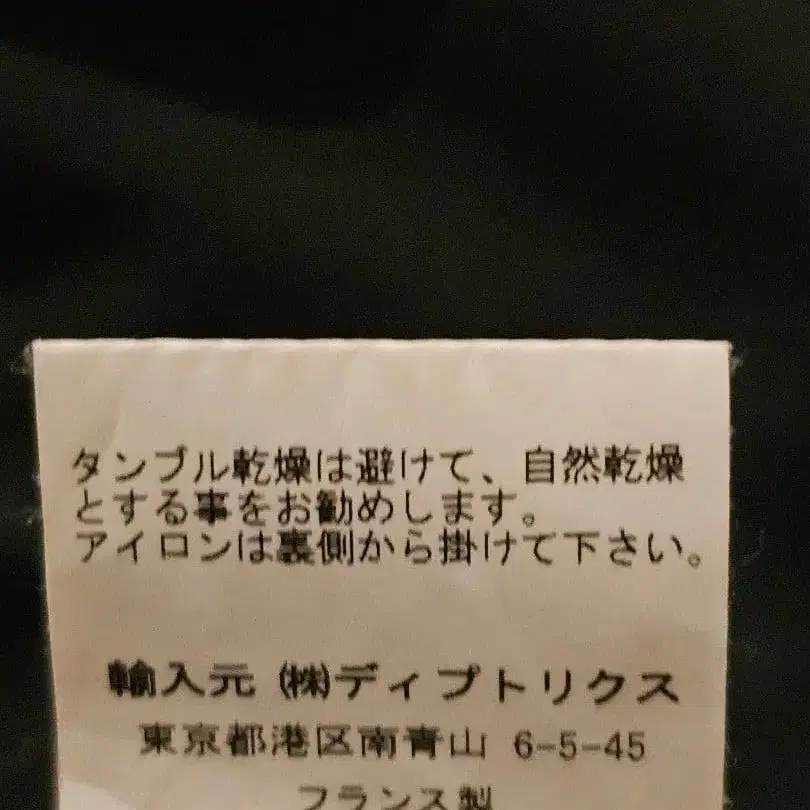 タンブル乾燥は避けて、自然乾燥
とする事をお勧めします。
アイロンは裏側から掛けて下さい。
輸入元 ㈱ディプトリクス
東京都港区南青山 6-5-45
フランス製